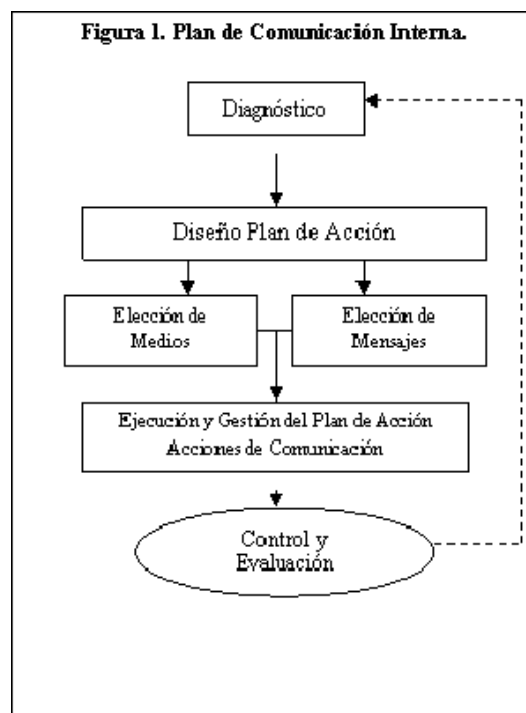 Figura 1. Plan de Comunicación Interna.
Diagnóstico
Diseño Plan de Acción
Elección de
Medios
Elección de
Mensajes
Ejecución y Gestión del Plan de Acción
Acciones de Comunicación
Control y
Evaluación